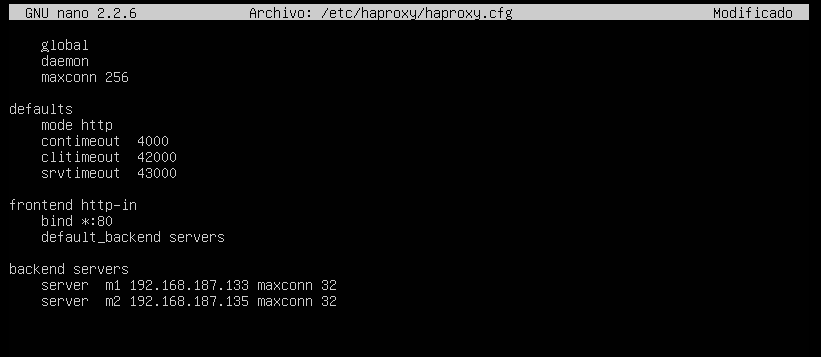 GNU nano 2.2.6 Archivo: /etc/haproxy/haproxy.cfg Modificado
global
daemon
maxconn 256
defaults
mode http
contimeout 4000
clitimeout 42000
srvtimeout 43000
frontend http-in
bind *:80
default_backend servers
backend servers
server m1 192.168.187.133 maxconn 32
server m2 192.168.187.135 maxconn 32